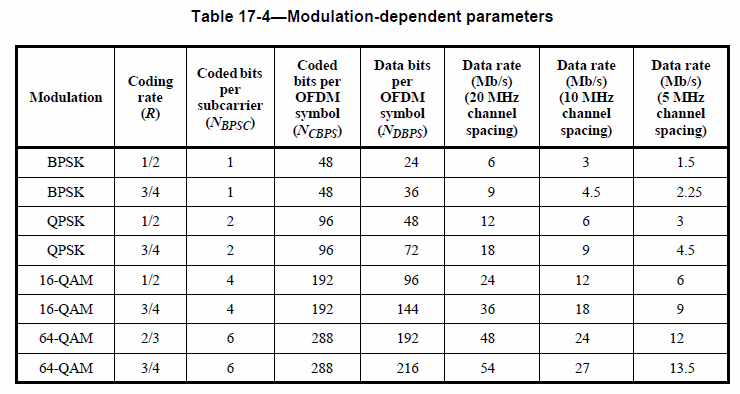 Table 17-4—Modulation-dependent parameters
Modulation | Coding rate (R) | Coded bits per subcarrier (NBPSC) | Coded bits per OFDM symbol (NCBPS) | Data bits per OFDM symbol (NDBPS) | Data rate (Mb/s) (20 MHz channel spacing) | Data rate (Mb/s) (10 MHz channel spacing) | Data rate (Mb/s) (5 MHz channel spacing)
BPSK | 1/2 | 1 | 48 | 24 | 6 | 3 | 1.5
BPSK | 3/4 | 1 | 48 | 36 | 9 | 4.5 | 2.25
QPSK | 1/2 | 2 | 96 | 48 | 12 | 6 | 3
QPSK | 3/4 | 2 | 96 | 72 | 18 | 9 | 4.5
16-QAM | 1/2 | 4 | 192 | 96 | 24 | 12 | 6
16-QAM | 3/4 | 4 | 192 | 144 | 36 | 18 | 9
64-QAM | 2/3 | 6 | 288 | 192 | 48 | 24 | 12
64-QAM | 3/4 | 6 | 288 | 216 | 54 | 27 | 13.5